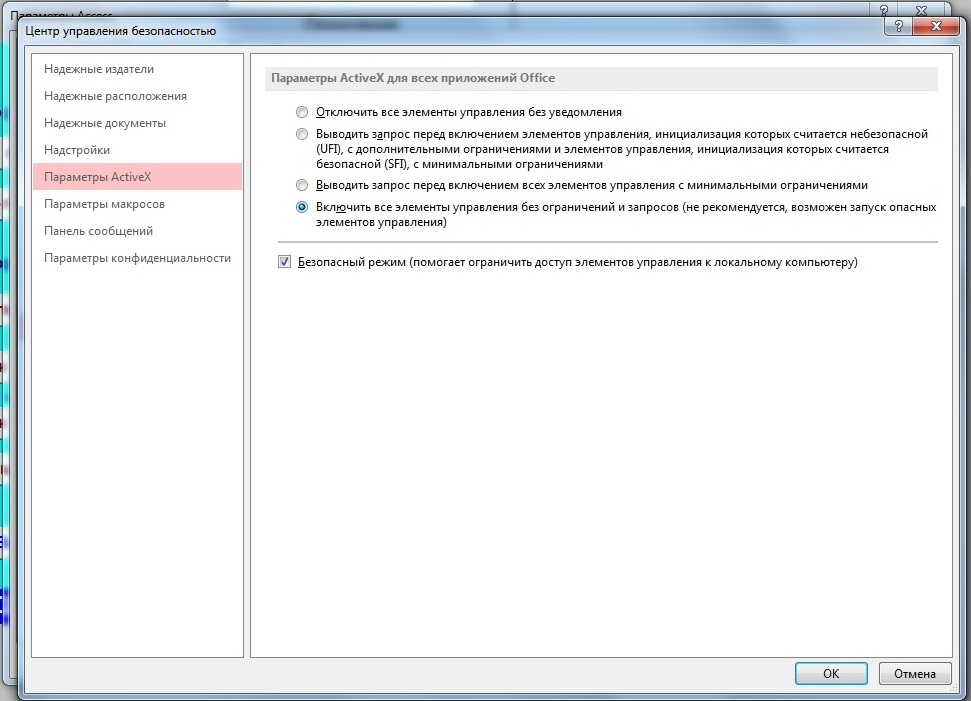 Параметры Access
Центр управления безопасностью
Надежные издатели
Надежные расположения
Надежные документы
Надстройки
Параметры ActiveX
Параметры макросов
Панель сообщений
Параметры конфиденциальности
Параметры ActiveX для всех приложений Office
Отключить все элементы управления без уведомления
Выводить запрос перед включением элементов управления, инициализация которых считается небезопасной
(UFI), с дополнительными ограничениями и элементов управления, инициализация которых считается
безопасной (SFI), с минимальными ограничениями
Выводить запрос перед включением всех элементов управления с минимальными ограничениями
Включить все элементы управления без ограничений и запросов (не рекомендуется, возможен запуск опасных
элементов управления)
Безопасный режим (помогает ограничить доступ элементов управления к локальному компьютеру)
OK
Отмена